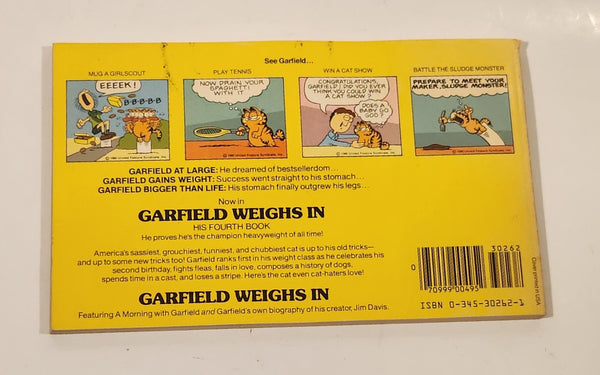 See Garfield...
MUG A GIRLSCOUT
PLAY TENNIS
WIN A CAT SHOW
BATTLE THE SLUDGE MONSTER
EEEEK!
B-B-B-B-B
NOW DRAIN YOUR
SPAGHETTI
WITH IT
CONGRATULATIONS,
GARFIELD! DID YOU EVER
THINK YOU COULD WIN
A CAT SHOW?
DOES A
BABY GO
GOO?
PREPARE TO MEET YOUR
MAKER, SLUDGE MONSTER!
GARFIELD AT LARGE: He dreamed of bestsellerdom...
GARFIELD GAINS WEIGHT: Success went straight to his stomach...
GARFIELD BIGGER THAN LIFE: His stomach finally outgrew his legs...
Now in
GARFIELD WEIGHS IN
HIS FOURTH BOOK
He proves he's the champion heavyweight of all time!
America's sassiest, grouchiest, funniest, and chubbiest cat is up to his old tricks—
and up to some new tricks too! Garfield ranks first in his weight class as he celebrates his
second birthday, fights fleas, falls in love, composes a history of dogs,
spends time in a cast, and loses a stripe. Here's the cat even cat-haters love!
GARFIELD WEIGHS IN
Featuring A Morning with Garfield and Garfield's own biography of his creator, Jim Davis.
30262
0
70999 00495
ISBN 0-345-30262-1
Cover printed in USA